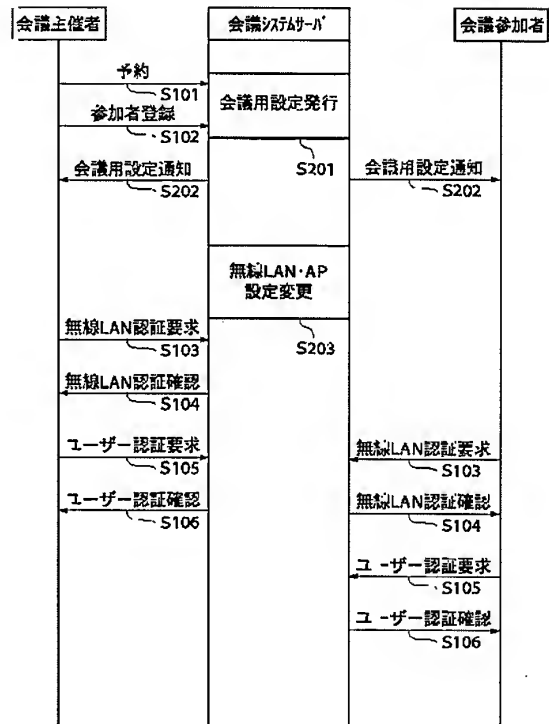 会議主催者
会議システムサーバ
会議参加者
予約
S101
参加者登録
S102
会議用設定発行
S201
会議用設定通知
S202
会議用設定通知
S202
無線LAN・AP
設定変更
S203
無線LAN認証要求
S103
無線LAN認証確認
S104
ユーザー認証要求
S105
無線LAN認証要求
S103
ユーザー認証確認
S106
無線LAN認証確認
S104
ユーザー認証要求
S105
ユーザー認証確認
S106